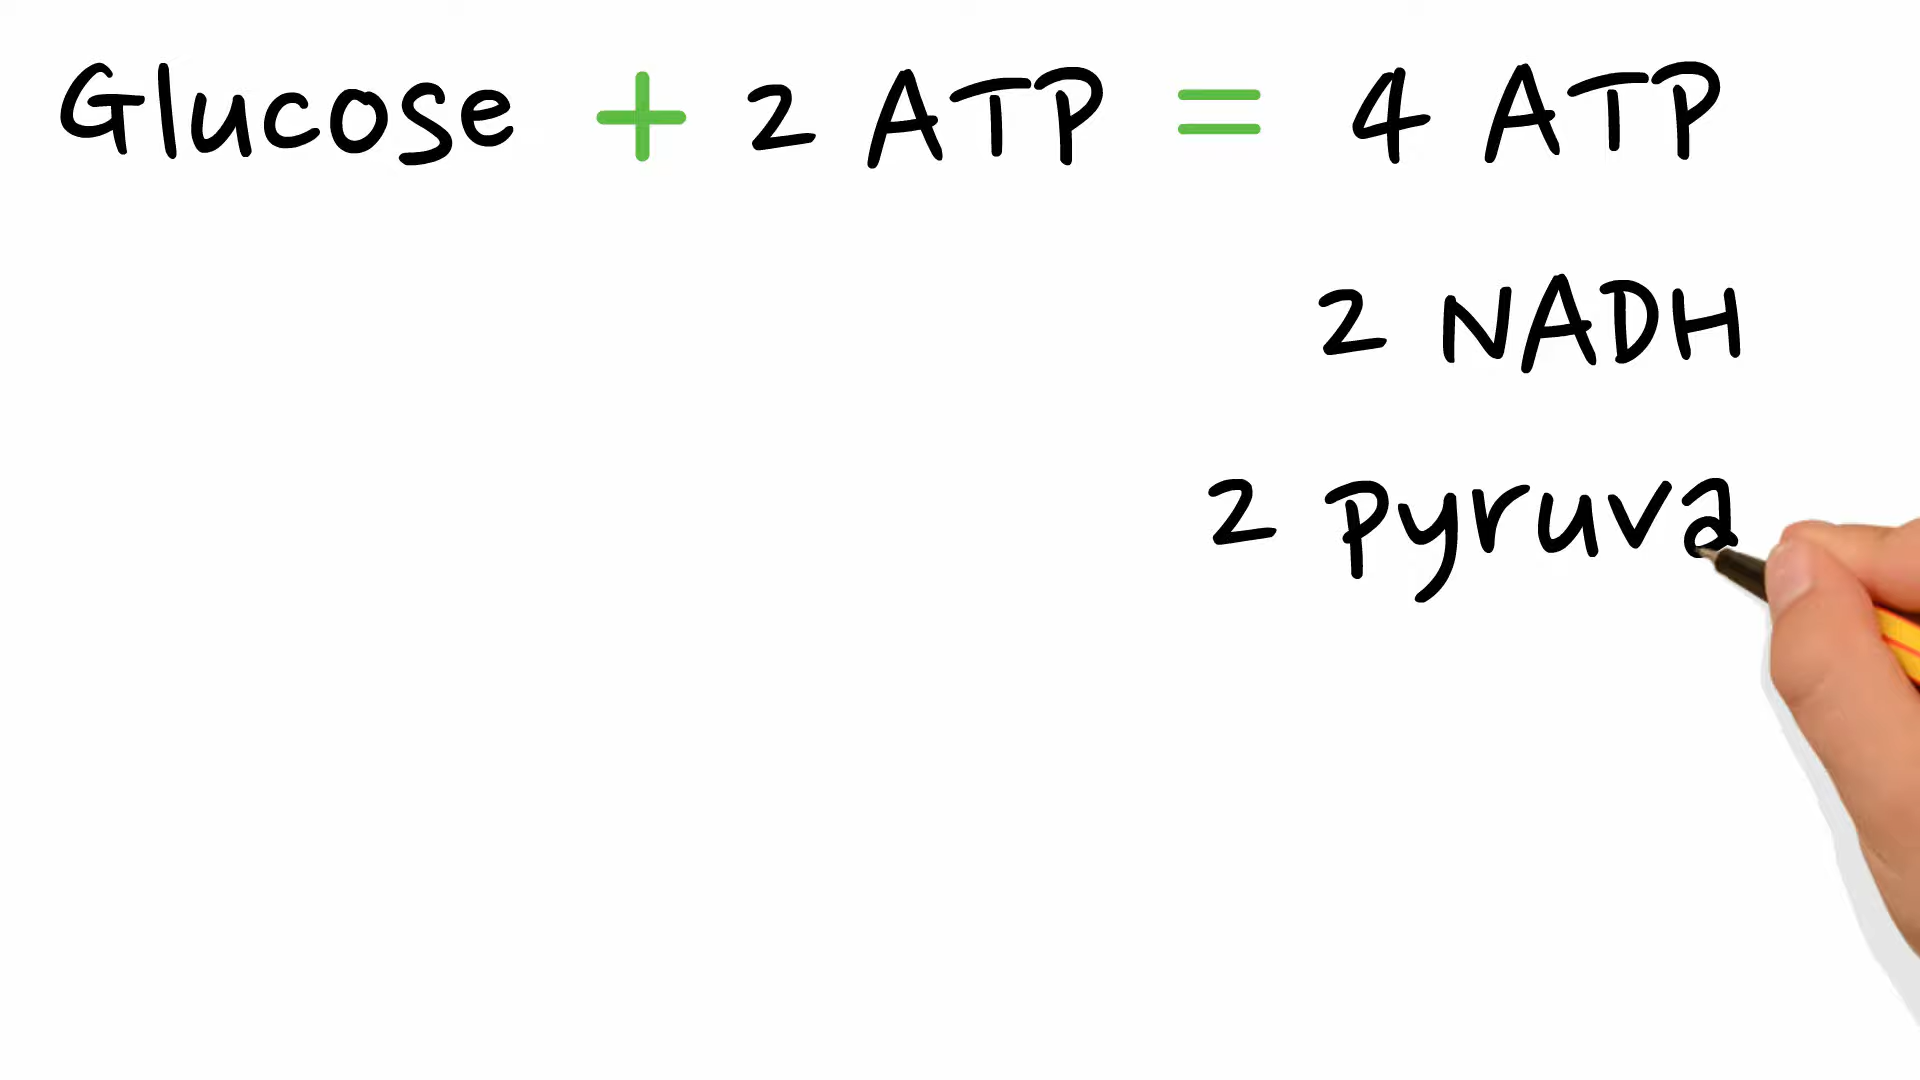 Glucose + 2 ATP = 4 ATP
2 NADH
2 pyruva